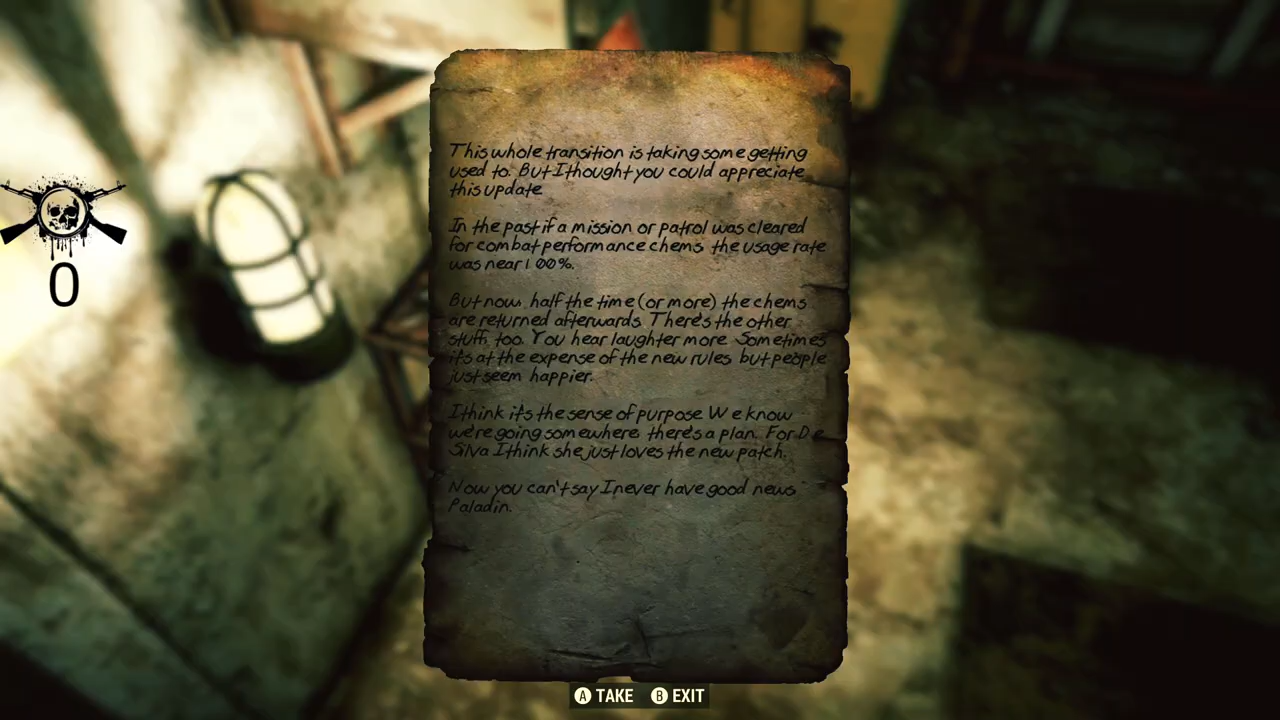 This whole transition is taking some getting
used to. But I thought you could appreciate
this update.
In the past if a mission or patrol was cleared
for combat performance chems, the usage rate
was near 100%.
But now, half the time (or more) the chems
are returned afterwards. There's the other
stuff, too. You hear laughter more. Sometimes
it's at the expense of the new rules, but people
just seem happier.
I think it's the sense of purpose. We know
we're going somewhere, there's a plan. For De
Silva I think she just loves the new patch.
Now you can't say I never have good news
Paladin.
0
A TAKE B EXIT